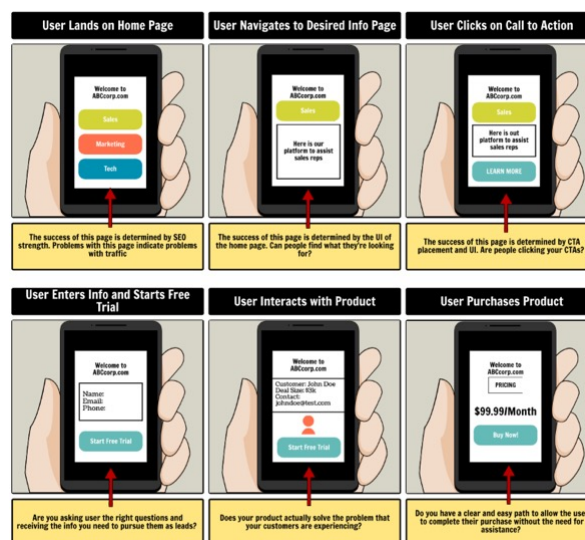 User Lands on Home Page
Welcome to
ABCcorp.com
Sales
Marketing
Tech
The success of this page is determined by SEO
strength. Problems with this page indicate problems
with traffic
User Navigates to Desired Info Page
Welcome to
ABCcorp.com
Sales
Here is our
platform to assist
sales reps
The success of this page is determined by the UI of
the home page. Can people find what they're looking
for?
User Clicks on Call to Action
Welcome to
ABCcorp.com
Sales
Here is out
platform to assist
sales reps
LEARN MORE
The success of this page is determined by CTA
placement and UI. Are people clicking your CTAs?
User Enters Info and Starts Free
Trial
Welcome to
ABCcorp.com
Name:
Email:
Phone:
Start Free Trial
Are you asking user the right questions and
receiving the info you need to pursue them as leads?
User Interacts with Product
Welcome to
ABCcorp.com
Customer: John Doe
Deal Size: $3k
Contact:
johndoe@test.com
Start Free Trial
Does your product actually solve the problem that
your customers are experiencing?
User Purchases Product
Welcome to
ABCcorp.com
PRICING
$99.99/Month
Buy Now!
Do you have a clear and easy path to allow the user
to complete their purchase without the need for
assistance?